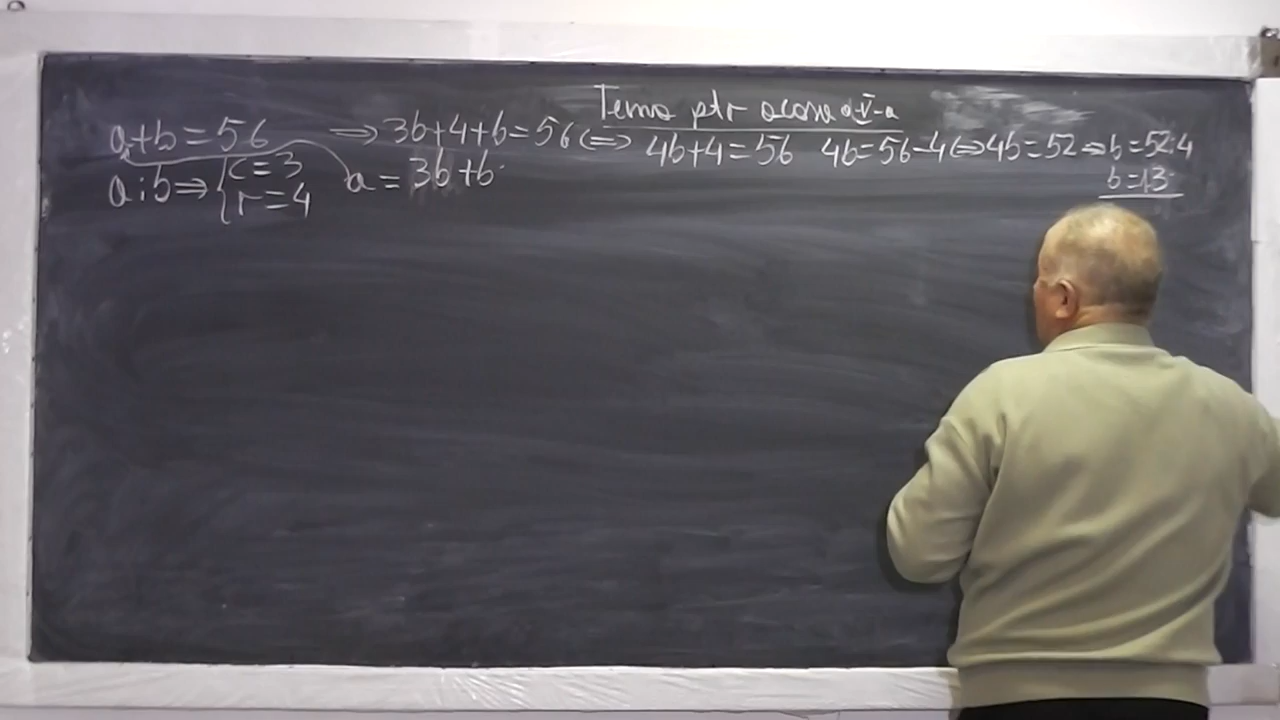 Tema ptr acasa a V-a
a+b=56 ⇒ 3b+4+b=56 ⇔ 4b+4=56 4b=56-4 ⇔ 4b=52 ⇒ b=52:4
a:b ⇒ { c=3 a=3b+b b=13
r=4